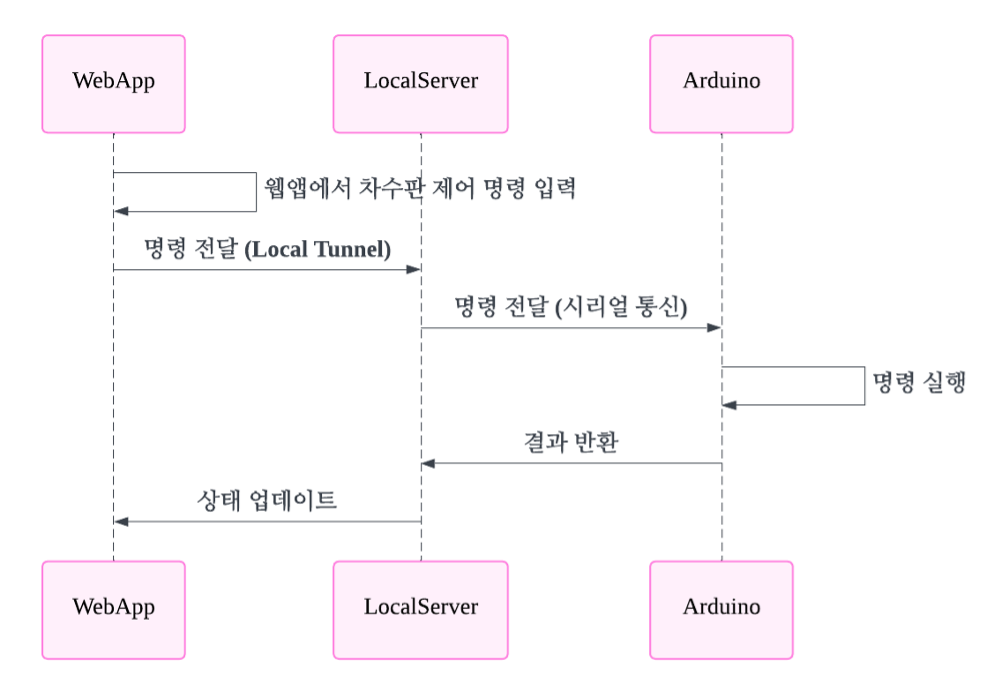 WebApp
LocalServer
Arduino
웹앱에서 차수판 제어 명령 입력
명령 전달 (Local Tunnel)
명령 전달 (시리얼 통신)
명령 실행
결과 반환
상태 업데이트
WebApp
LocalServer
Arduino